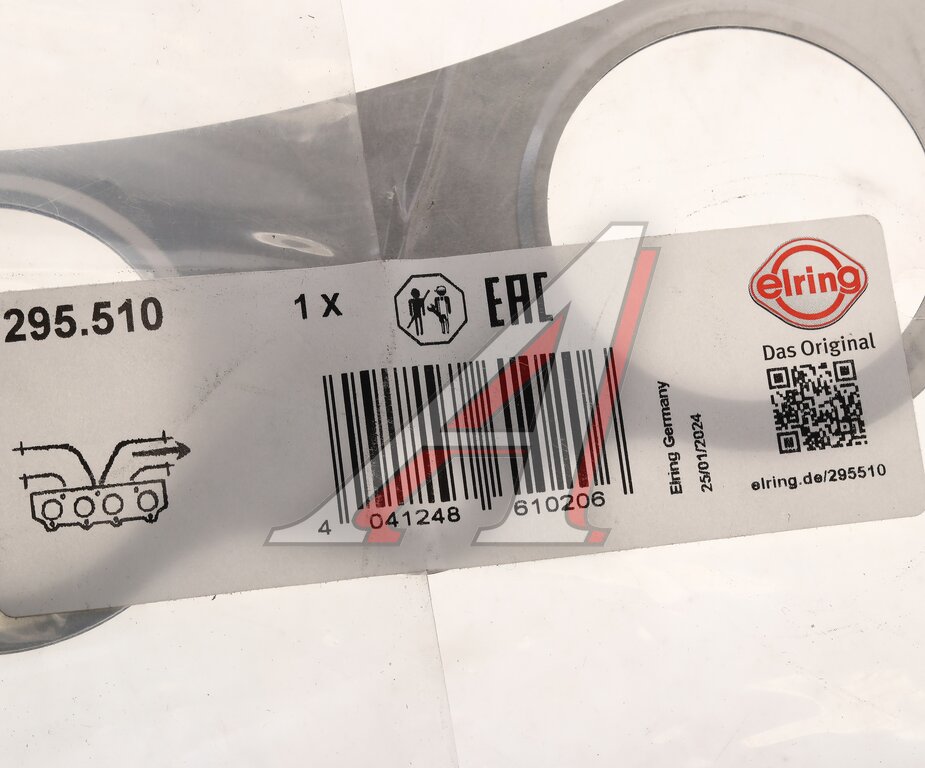 295.510
1 X
EAC
elring
Das Original
elring.de/295510
Elring Germany
25/01/2024
4 041248 610206